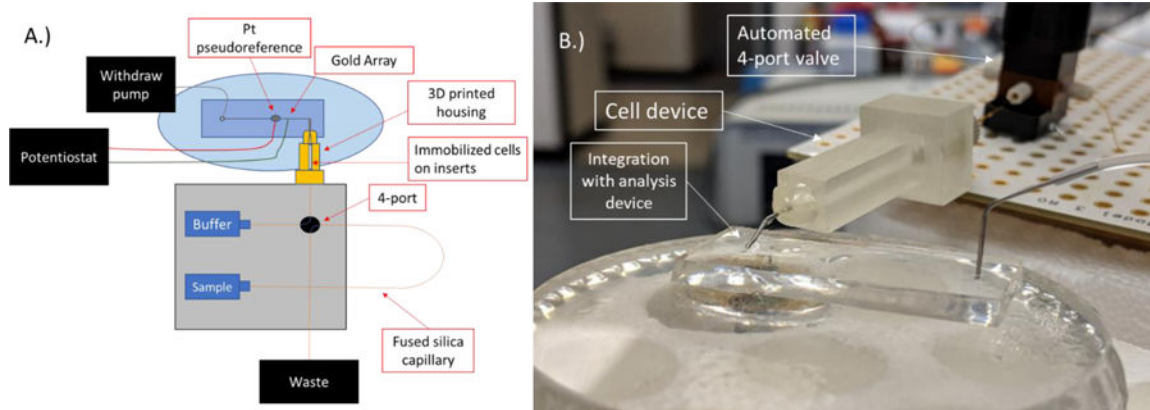 A.)
Pt
pseudoreference
Gold Array
Withdraw
pump
3D printed
housing
Potentiostat
Immobilized cells
on inserts
4-port
Buffer
Sample
Fused silica
capillary
Waste
B.)
Automated
4-port valve
Cell device
Integration
with analysis
device